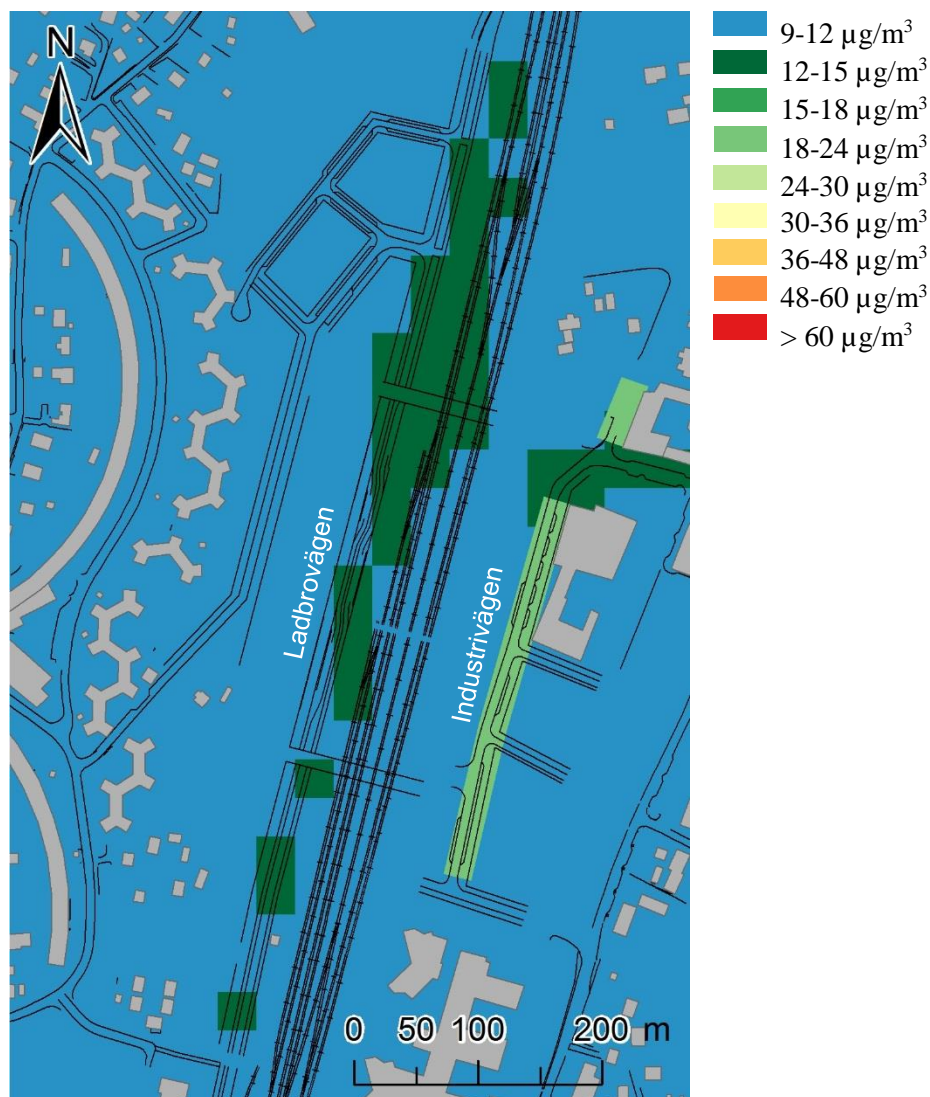 N
Ladbrovägen
Industrivägen
0 50 100 200 m
9-12 µg/m³
12-15 µg/m³
15-18 µg/m³
18-24 µg/m³
24-30 µg/m³
30-36 µg/m³
36-48 µg/m³
48-60 µg/m³
> 60 µg/m³